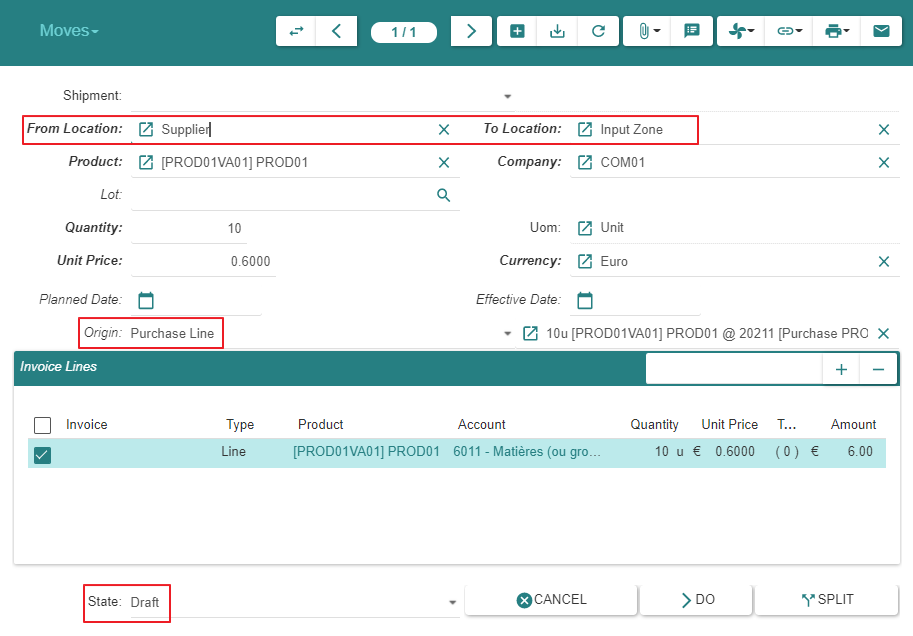 Moves
1 / 1
Shipment:
From Location: Supplier To Location: Input Zone
Product: [PROD01VA01] PROD01 Company: COM01
Lot:
Quantity: 10 Uom: Unit
Unit Price: 0.6000 Currency: Euro
Planned Date: Effective Date:
Origin: Purchase Line 10u [PROD01VA01] PROD01 @ 20211 [Purchase PRO
Invoice Lines
Invoice Type Product Account Quantity Unit Price T... Amount
Line [PROD01VA01] PROD01 6011 - Matières (ou gro... 10 u € 0.6000 ( 0 ) € 6.00
State: Draft CANCEL DO SPLIT